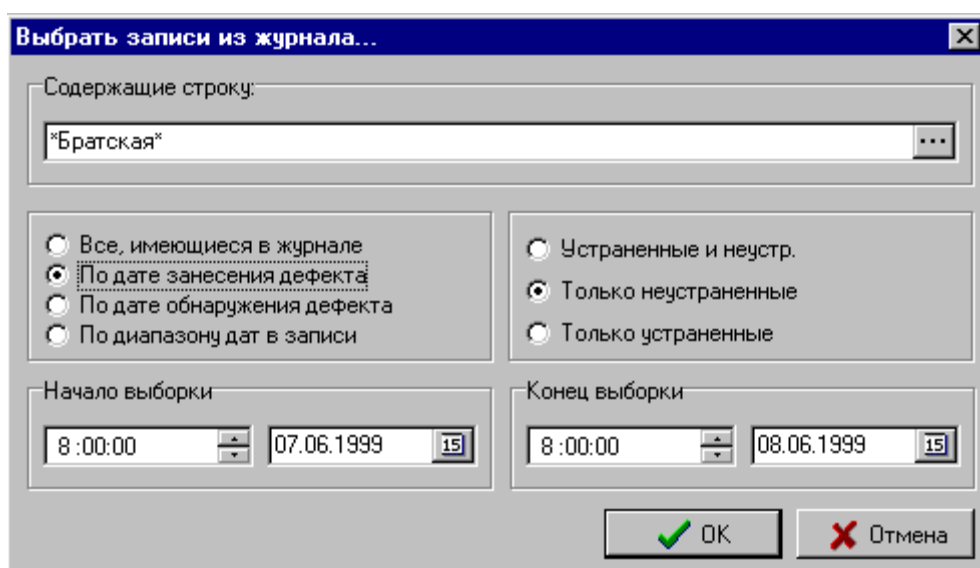 Выбрать записи из журнала...
Содержащие строку:
*Братская*
Все, имеющиеся в журнале
По дате занесения дефекта
По дате обнаружения дефекта
По диапазону дат в записи
Устраненные и неустр.
Только неустраненные
Только устраненные
Начало выборки
8 :00:00
07.06.1999
15
Конец выборки
8 :00:00
08.06.1999
15
OK
Отмена